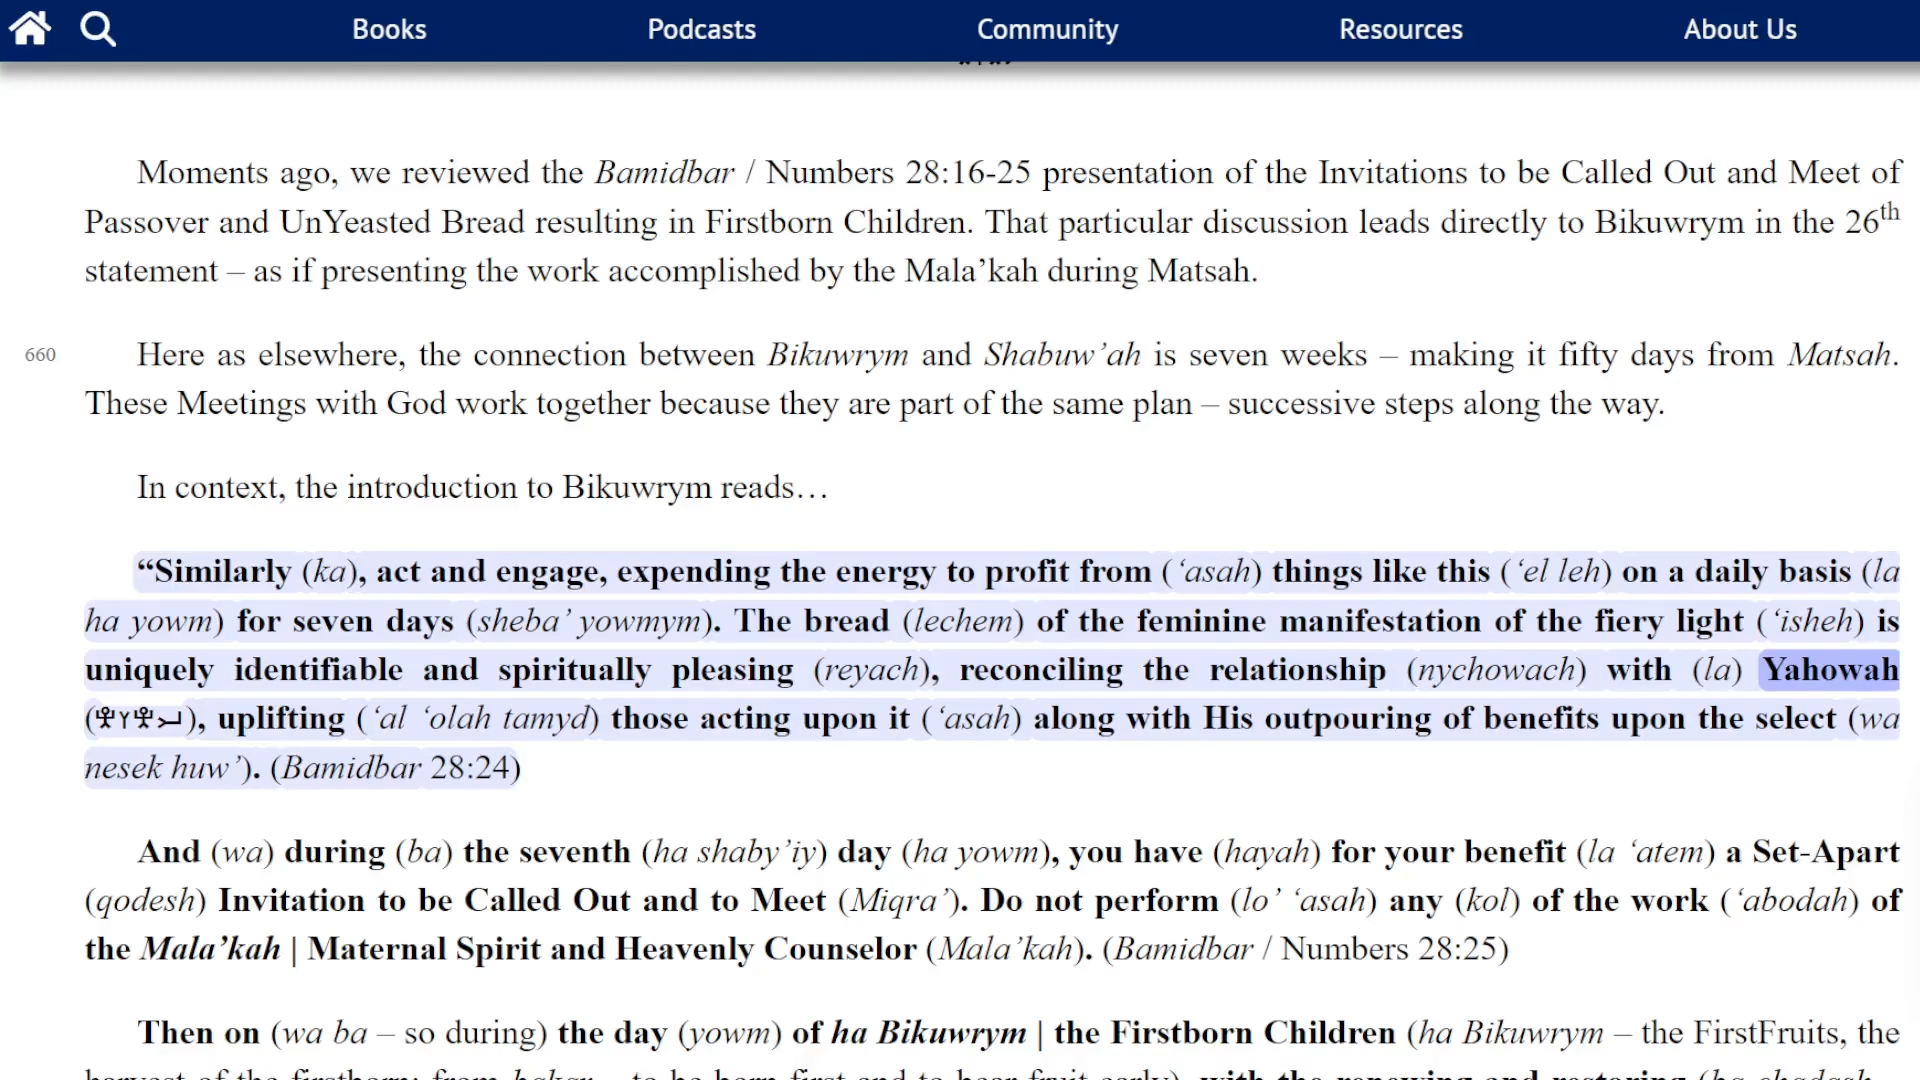 Books Podcasts Community Resources About Us
Moments ago, we reviewed the Bamidbar / Numbers 28:16-25 presentation of the Invitations to be Called Out and Meet of
Passover and UnYeasted Bread resulting in Firstborn Children. That particular discussion leads directly to Bikuwrym in the 26th
statement – as if presenting the work accomplished by the Mala’kah during Matsah.
660
Here as elsewhere, the connection between Bikuwrym and Shabuw’ah is seven weeks – making it fifty days from Matsah.
These Meetings with God work together because they are part of the same plan – successive steps along the way.
In context, the introduction to Bikuwrym reads…
“Similarly (ka), act and engage, expending the energy to profit from (‘asah) things like this (‘el leh) on a daily basis (la
ha yowm) for seven days (sheba’ yowmym). The bread (lechem) of the feminine manifestation of the fiery light (‘isheh) is
uniquely identifiable and spiritually pleasing (reyach), reconciling the relationship (nychowach) with (la) Yahowah
(), uplifting (‘al ‘olah tamyd) those acting upon it (‘asah) along with His outpouring of benefits upon the select (wa
nesek huw’). (Bamidbar 28:24)
And (wa) during (ba) the seventh (ha shaby’iy) day (ha yowm), you have (hayah) for your benefit (la ‘atem) a Set-Apart
(qodesh) Invitation to be Called Out and to Meet (Miqra’). Do not perform (lo’ ‘asah) any (kol) of the work (‘abodah) of
the Mala’kah | Maternal Spirit and Heavenly Counselor (Mala’kah). (Bamidbar / Numbers 28:25)
Then on (wa ba – so during) the day (yowm) of ha Bikuwrym | the Firstborn Children (ha Bikuwrym – the FirstFruits, the